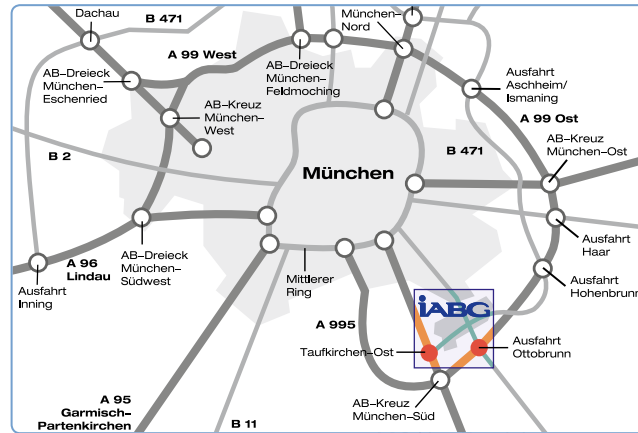 Dachau
B 471
München-
Nord
A 99 West
AB-Dreieck
München-
Eschenried
AB-Dreieck
München-
Feldmoching
Ausfahrt
Aschheim/
Ismaning
AB-Kreuz
München-
West
A 99 Ost
B 2
B 471
AB-Kreuz
München-Ost
München
A 96
Lindau
AB-Dreieck
München-
Südwest
Ausfahrt
Haar
Ausfahrt
Inning
Mittlerer
Ring
Ausfahrt
Hohenbrunn
IABG
A 995
Taufkirchen-Ost
Ausfahrt
Ottobrunn
A 95
Garmisch-
Partenkirchen
B 11
AB-Kreuz
München-Süd